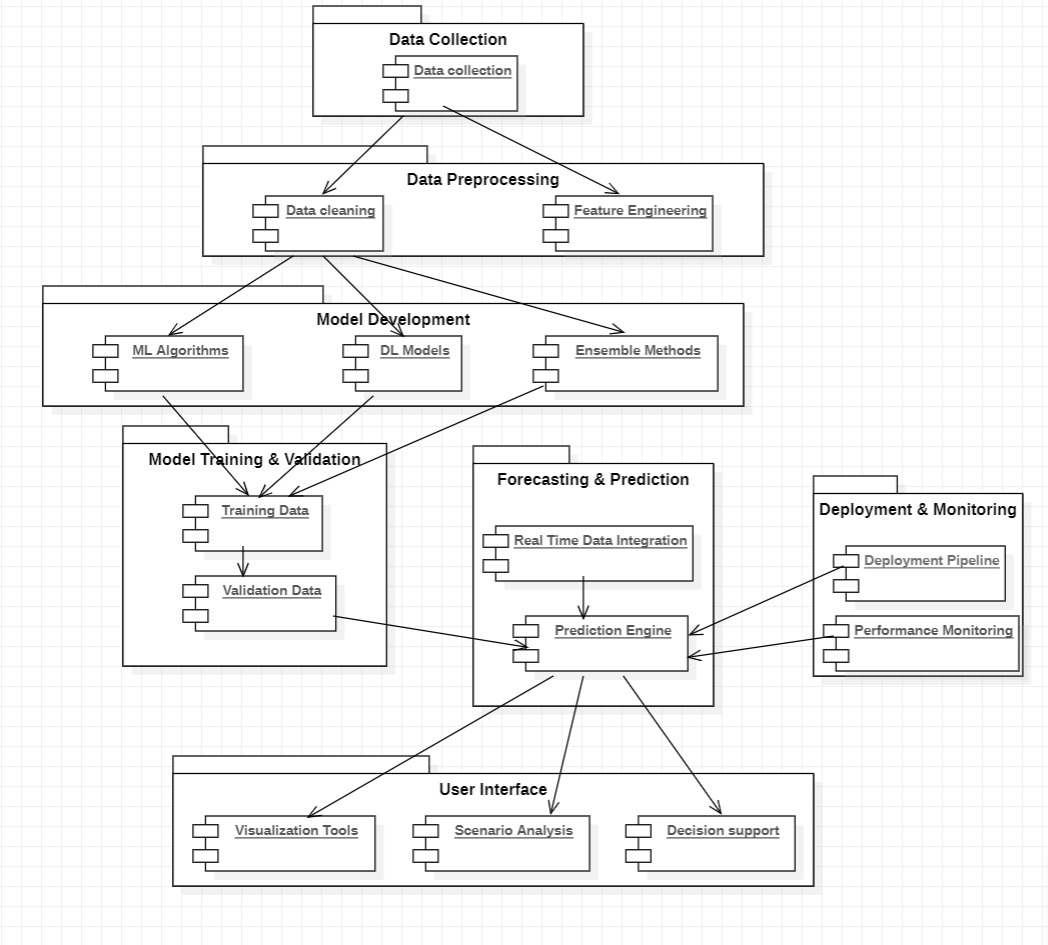 Data Collection
Data collection
Data Preprocessing
Data cleaning
Feature Engineering
Model Development
ML Algorithms
DL Models
Ensemble Methods
Model Training & Validation
Training Data
Validation Data
Forecasting & Prediction
Real Time Data Integration
Prediction Engine
Deployment & Monitoring
Deployment Pipeline
Performance Monitoring
User Interface
Visualization Tools
Scenario Analysis
Decision support